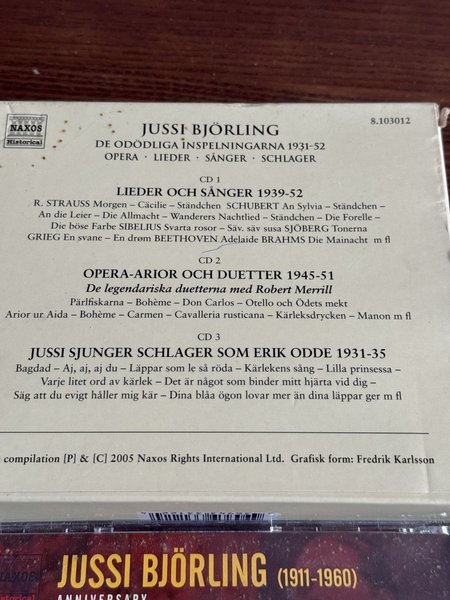 NAXOS
Historical
8.103012
JUSSI BJÖRLING
DE ODÖDLIGA INSPELNINGARNA 1931-52
OPERA · LIEDER · SÅNGER · SCHLAGER
CD 1
LIEDER OCH SÅNGER 1939-52
R. STRAUSS Morgen – Cäcilie – Ständchen SCHUBERT An Sylvia – Ständchen –
An die Leier – Die Allmacht – Wanderers Nachtlied – Ständchen – Die Forelle –
Die böse Farbe SIBELIUS Svarta rosor – Säv, säv susa SJÖBERG Tonerna
GRIEG En svane – En drøm BEETHOVEN Adelaide BRAHMS Die Mainacht m fl
CD 2
OPERA-ARIOR OCH DUETTER 1945-51
De legendariska duetterna med Robert Merrill
Pärlfiskarna – Bohème – Don Carlos – Otello och Ödets mekt
Arior ur Aida – Bohème – Carmen – Cavalleria rusticana – Kärleksdrycken – Manon m fl
CD 3
JUSSI SJUNGER SCHLAGER SOM ERIK ODDE 1931-35
Bagdad – Aj, aj, aj du – Läppar som le så röda – Kärlekens sång – Lilla prinsessa –
Varje litet ord av kärlek – Det är något som binder mitt hjärta vid dig –
Säg att du evigt håller mig kär – Dina blåa ögon lovar mer än dina läppar ger m fl
compilation [P] & [C] 2005 Naxos Rights International Ltd. Grafisk form: Fredrik Karlsson
NAXOS
Historical
JUSSI BJÖRLING (1911-1960)
ANNIVERSARY